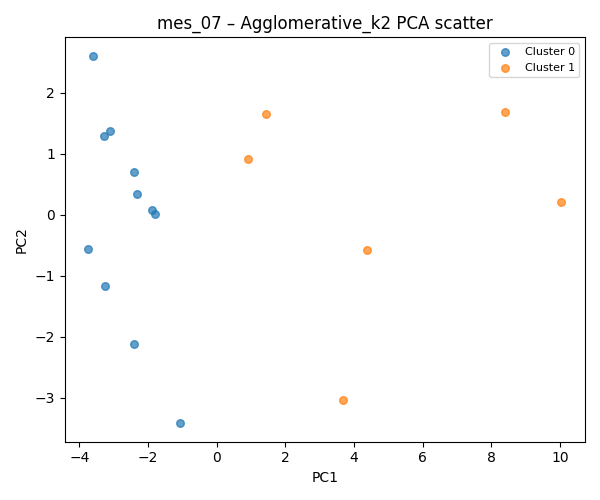 mes_07 – Agglomerative_k2 PCA scatter
Cluster 0
Cluster 1
PC2
2
1
0
−1
−2
−3
−4 −2 0 2 4 6 8 10
PC1